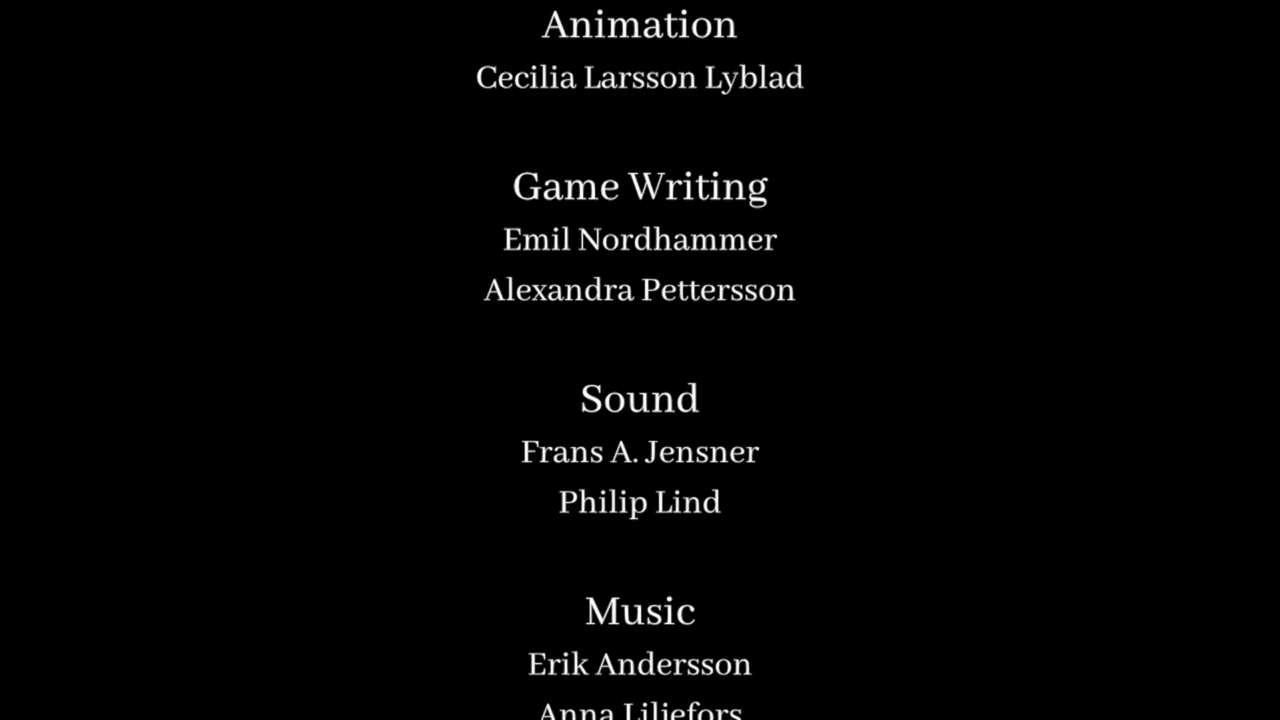 Animation
Cecilia Larsson Lyblad
Game Writing
Emil Nordhammer
Alexandra Pettersson
Sound
Frans A. Jensner
Philip Lind
Music
Erik Andersson
Anna Liljefors